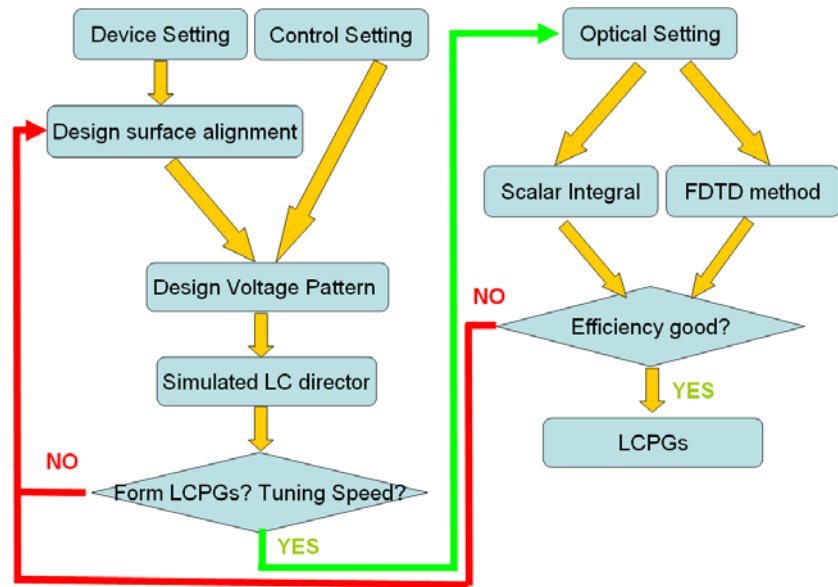 Device Setting
Control Setting
Design surface alignment
Design Voltage Pattern
Simulated LC director
Form LCPGs? Tuning Speed?
NO
YES
Optical Setting
Scalar Integral
FDTD method
Efficiency good?
NO
YES
LCPGs